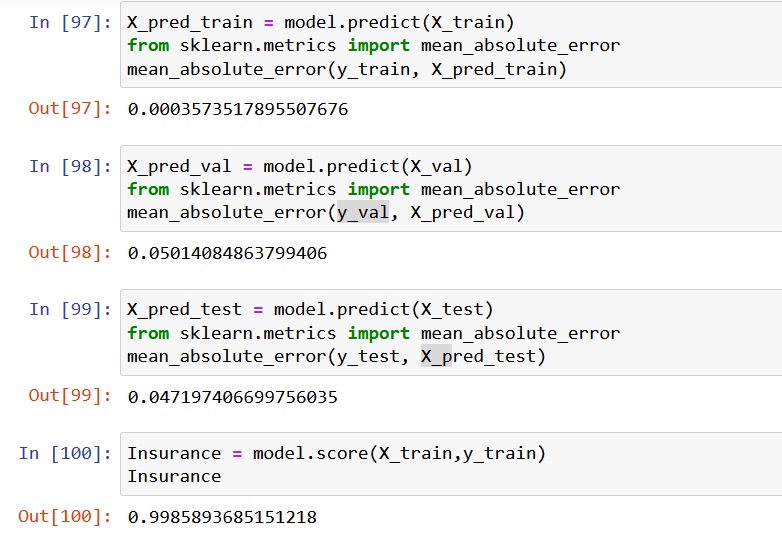 In [97]: X_pred_train = model.predict(X_train)
from sklearn.metrics import mean_absolute_error
mean_absolute_error(y_train, X_pred_train)
Out[97]: 0.0003573517895507676
In [98]: X_pred_val = model.predict(X_val)
from sklearn.metrics import mean_absolute_error
mean_absolute_error(y_val, X_pred_val)
Out[98]: 0.05014084863799406
In [99]: X_pred_test = model.predict(X_test)
from sklearn.metrics import mean_absolute_error
mean_absolute_error(y_test, X_pred_test)
Out[99]: 0.047197406699756035
In [100]: Insurance = model.score(X_train,y_train)
Insurance
Out[100]: 0.9985893685151218